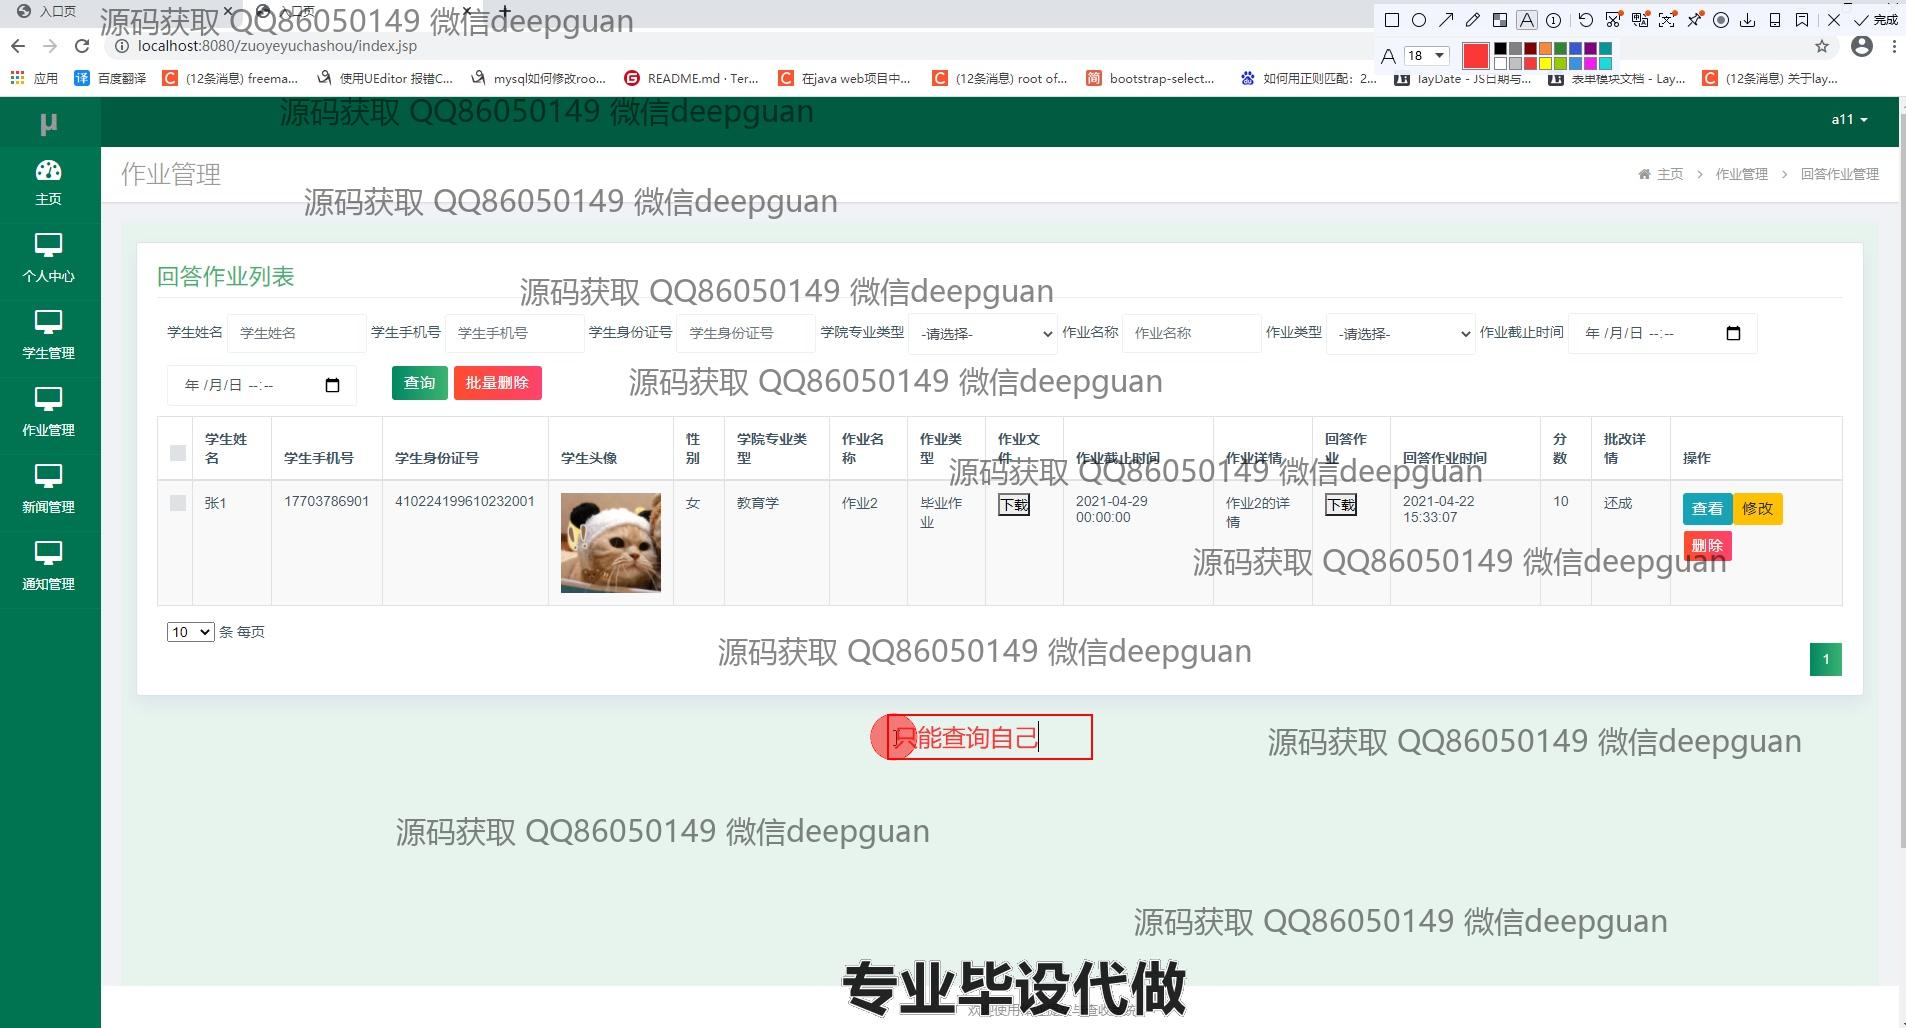 入口页
入口页
源码获取 QQ86050149 微信deepguan
完成
localhost:8080/zuoyeyuchashou/index.jsp
18
应用
百度翻译
(12条消息) freema...
使用UEditor 报错C...
mysql如何修改roo...
README.md · Ter...
在java web项目中...
(12条消息) root of...
bootstrap-select...
如何用正则匹配：2...
layDate - JS日期与...
表单模块文档 - Lay...
(12条消息) 关于lay...
源码获取 QQ86050149 微信deepguan
μ
a11
作业管理
主页 > 作业管理 > 回答作业管理
源码获取 QQ86050149 微信deepguan
主页
个人中心
学生管理
作业管理
新闻管理
通知管理
回答作业列表
源码获取 QQ86050149 微信deepguan
学生姓名 学生姓名 学生手机号 学生手机号 学生身份证号 学生身份证号 学院专业类型 -请选择- 作业名称 作业名称 作业类型 -请选择- 作业截止时间 年 /月/日 --:--
年 /月/日 --:-- 查询 批量删除
源码获取 QQ86050149 微信deepguan
学生姓名 学生手机号 学生身份证号 学生头像 性别 学院专业类型 作业名称 作业类型 作业文件 作业截止时间 作业详情 回答作业 回答作业时间 分数 批改详情 操作
源码获取 QQ86050149 微信deepguan
张1 17703786901 410224199610232001 女 教育学 作业2 毕业作业 下载 2021-04-29 00:00:00 作业2的详情 下载 2021-04-22 15:33:07 10 还成 查看 修改
删除
源码获取 QQ86050149 微信deepguan
10 条 每页
源码获取 QQ86050149 微信deepguan
1
只能查询自己
源码获取 QQ86050149 微信deepguan
源码获取 QQ86050149 微信deepguan
源码获取 QQ86050149 微信deepguan
专业毕设代做